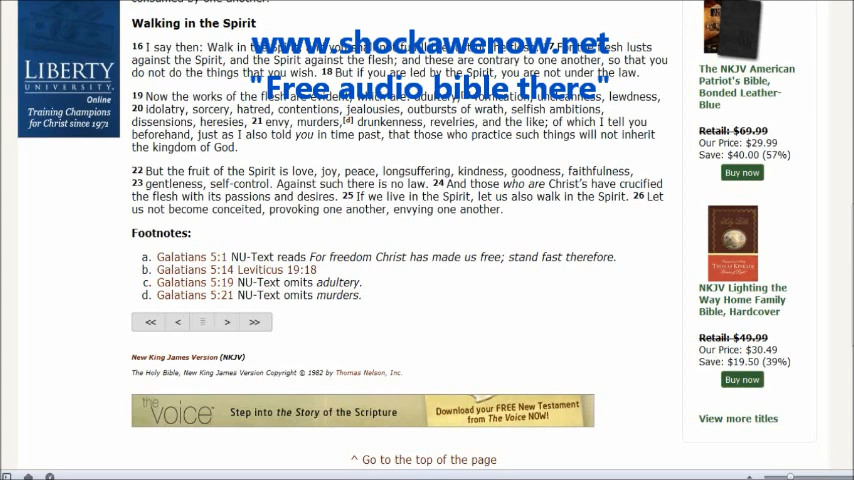 consumed by one another.
Walking in the Spirit
www.shockawenow.net
16 I say then: Walk in the Spirit, and you shall not fulfill the lust of the flesh. 17 For the flesh lusts
against the Spirit, and the Spirit against the flesh; and these are contrary to one another, so that you
do not do the things that you wish. 18 But if you are led by the Spirit, you are not under the law.
"Free audio bible there"
19 Now the works of the flesh are evident, which are: adultery, fornication, uncleanness, lewdness,
20 idolatry, sorcery, hatred, contentions, jealousies, outbursts of wrath, selfish ambitions,
dissensions, heresies, 21 envy, murders,[d] drunkenness, revelries, and the like; of which I tell you
beforehand, just as I also told you in time past, that those who practice such things will not inherit
the kingdom of God.
22 But the fruit of the Spirit is love, joy, peace, longsuffering, kindness, goodness, faithfulness,
23 gentleness, self-control. Against such there is no law. 24 And those who are Christ's have crucified
the flesh with its passions and desires. 25 If we live in the Spirit, let us also walk in the Spirit. 26 Let
us not become conceited, provoking one another, envying one another.
Footnotes:
a. Galatians 5:1 NU-Text reads For freedom Christ has made us free; stand fast therefore.
b. Galatians 5:14 Leviticus 19:18
c. Galatians 5:19 NU-Text omits adultery.
d. Galatians 5:21 NU-Text omits murders.
<< < > >>
New King James Version (NKJV)
The Holy Bible, New King James Version Copyright © 1982 by Thomas Nelson, Inc.
the VOICE
Step into the Story of the Scripture
Download your FREE New Testament
from The Voice NOW!
^ Go to the top of the page
LIBERTY
UNIVERSITY
Online
Training Champions
for Christ since 1971
The NKJV American
Patriot's Bible,
Bonded Leather-
Blue
Retail: $69.99
Our Price: $29.99
Save: $40.00 (57%)
Buy now
NKJV Lighting the
Way Home Family
Bible, Hardcover
Retail: $49.99
Our Price: $30.49
Save: $19.50 (39%)
Buy now
View more titles